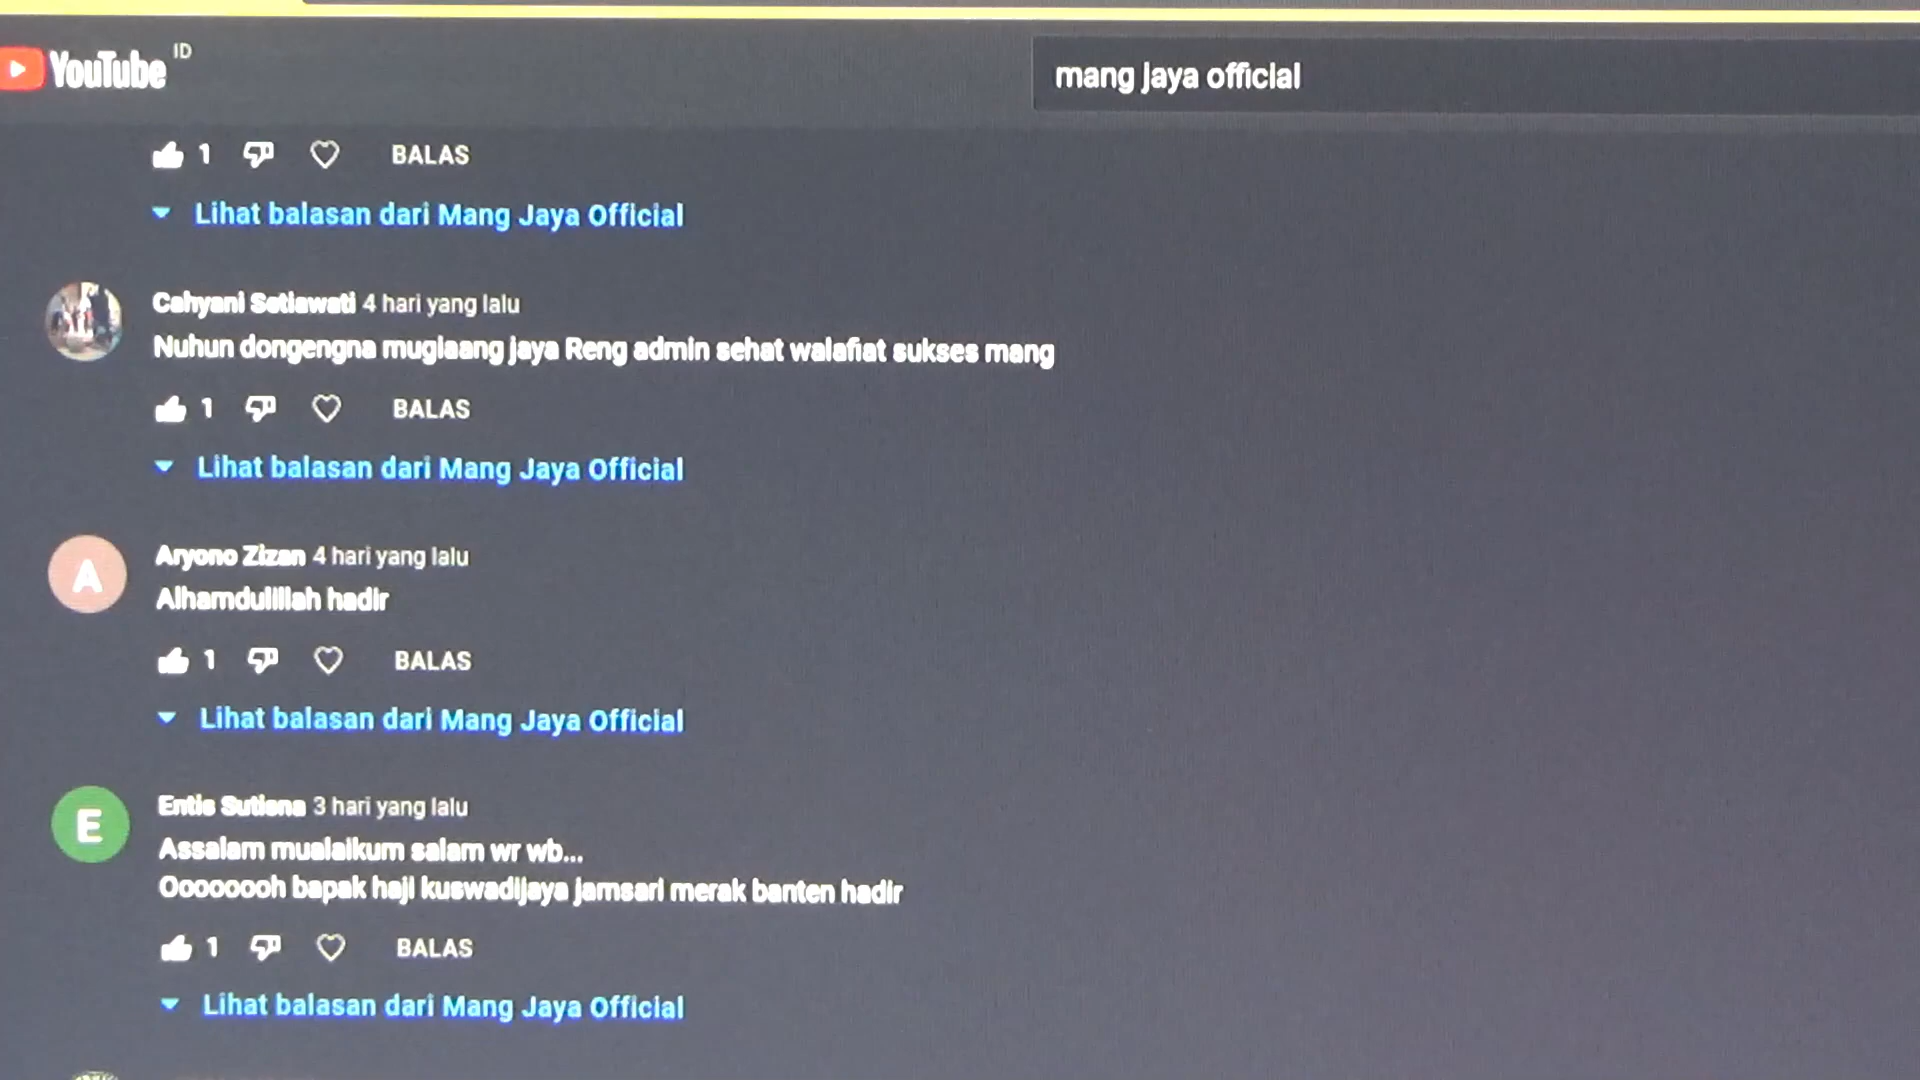 YouTube ID
mang jaya official
1 BALAS
Lihat balasan dari Mang Jaya Official
Cahyani Setiawati 4 hari yang lalu
Nuhun dongengna mugiaang jaya Reng admin sehat walafiat sukses mang
1 BALAS
Lihat balasan dari Mang Jaya Official
A
Aryono Zizan 4 hari yang lalu
Alhamdulillah hadir
1 BALAS
Lihat balasan dari Mang Jaya Official
E
Entis Sutisna 3 hari yang lalu
Assalam mualaikum salam wr wb...
Oooooooh bapak haji kuswadijaya jamsari merak banten hadir
1 BALAS
Lihat balasan dari Mang Jaya Official